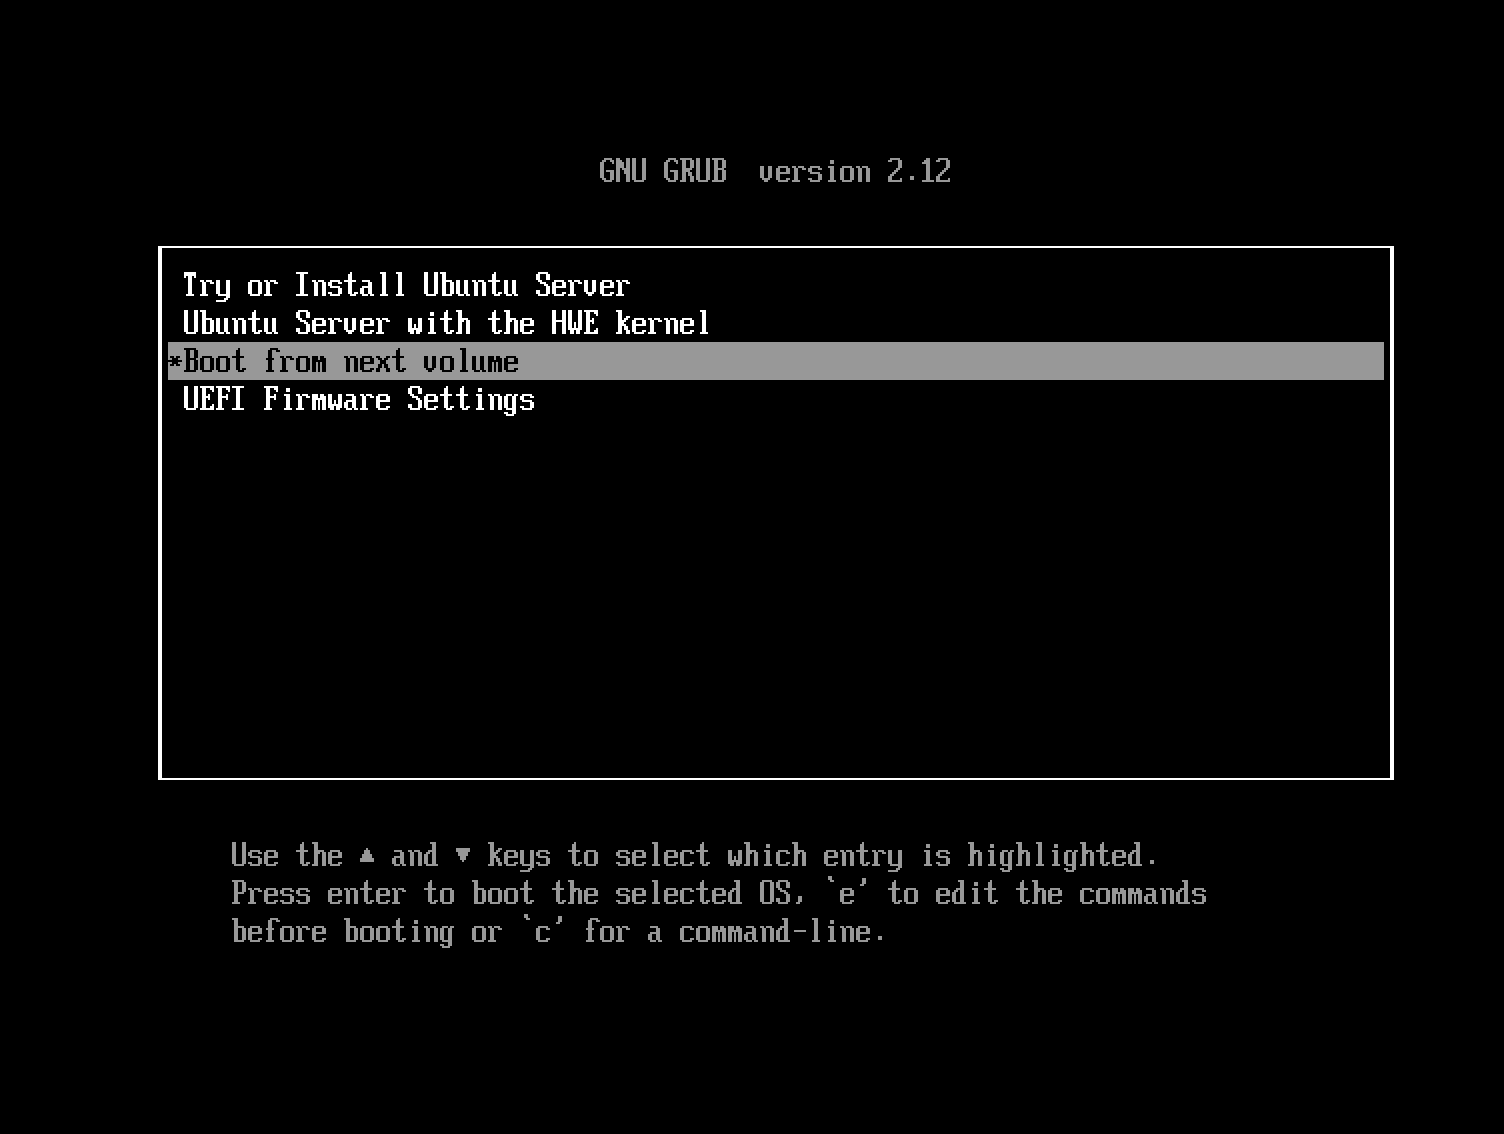 GNU GRUB  version 2.12
Try or Install Ubuntu Server
Ubuntu Server with the HWE kernel
*Boot from next volume
UEFI Firmware Settings
Use the ▲ and ▼ keys to select which entry is highlighted.
Press enter to boot the selected OS, `e' to edit the commands
before booting or `c' for a command-line.